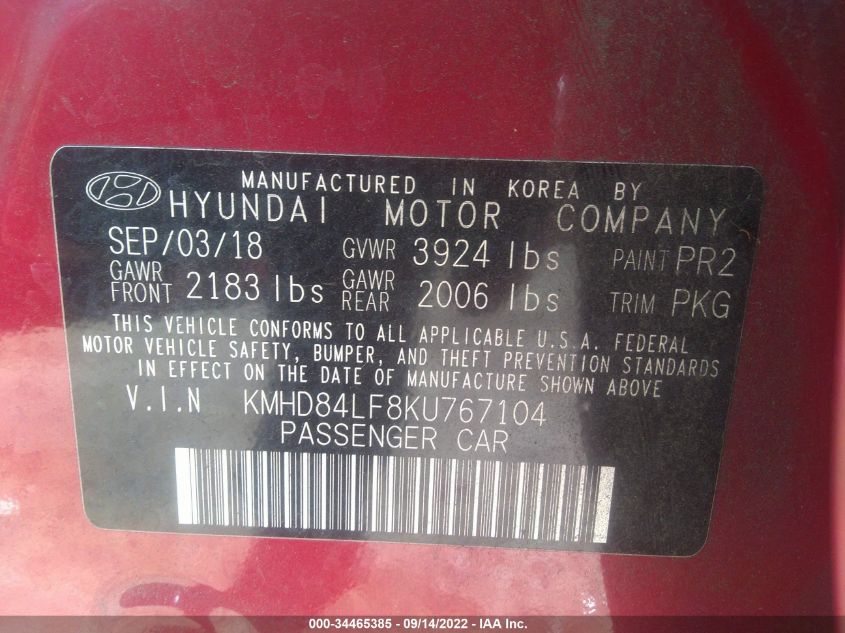 MANUFACTURED IN KOREA BY
HYUNDAI MOTOR COMPANY
SEP/03/18 GVWR 3924 lbs PAINT PR2
GAWR FRONT 2183 lbs GAWR REAR 2006 lbs TRIM PKG
THIS VEHICLE CONFORMS TO ALL APPLICABLE U.S.A. FEDERAL
MOTOR VEHICLE SAFETY, BUMPER, AND THEFT PREVENTION STANDARDS
IN EFFECT ON THE DATE OF MANUFACTURE SHOWN ABOVE
V.I.N KMHD84LF8KU767104
PASSENGER CAR
000-34465385 - 09/14/2022 - IAA Inc.